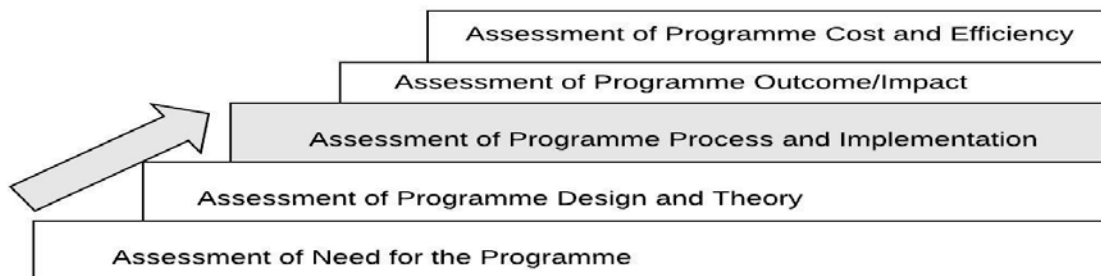 Assessment of Programme Cost and Efficiency
Assessment of Programme Outcome/Impact
Assessment of Programme Process and Implementation
Assessment of Programme Design and Theory
Assessment of Need for the Programme